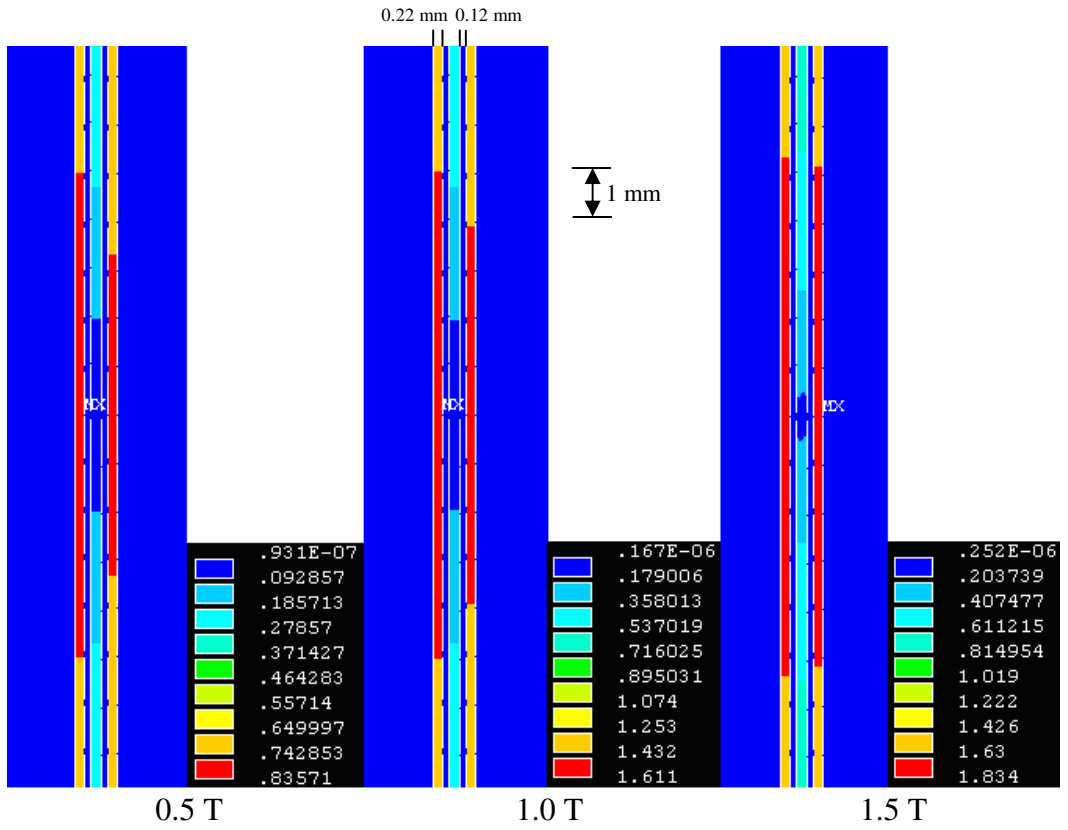 0.22 mm 0.12 mm
1 mm
MX
MX
MX
.931E-07
.092857
.185713
.27857
.371427
.464283
.55714
.649997
.742853
.83571
.167E-06
.179006
.358013
.537019
.716025
.895031
1.074
1.253
1.432
1.611
.252E-06
.203739
.407477
.611215
.814954
1.019
1.222
1.426
1.63
1.834
0.5 T
1.0 T
1.5 T